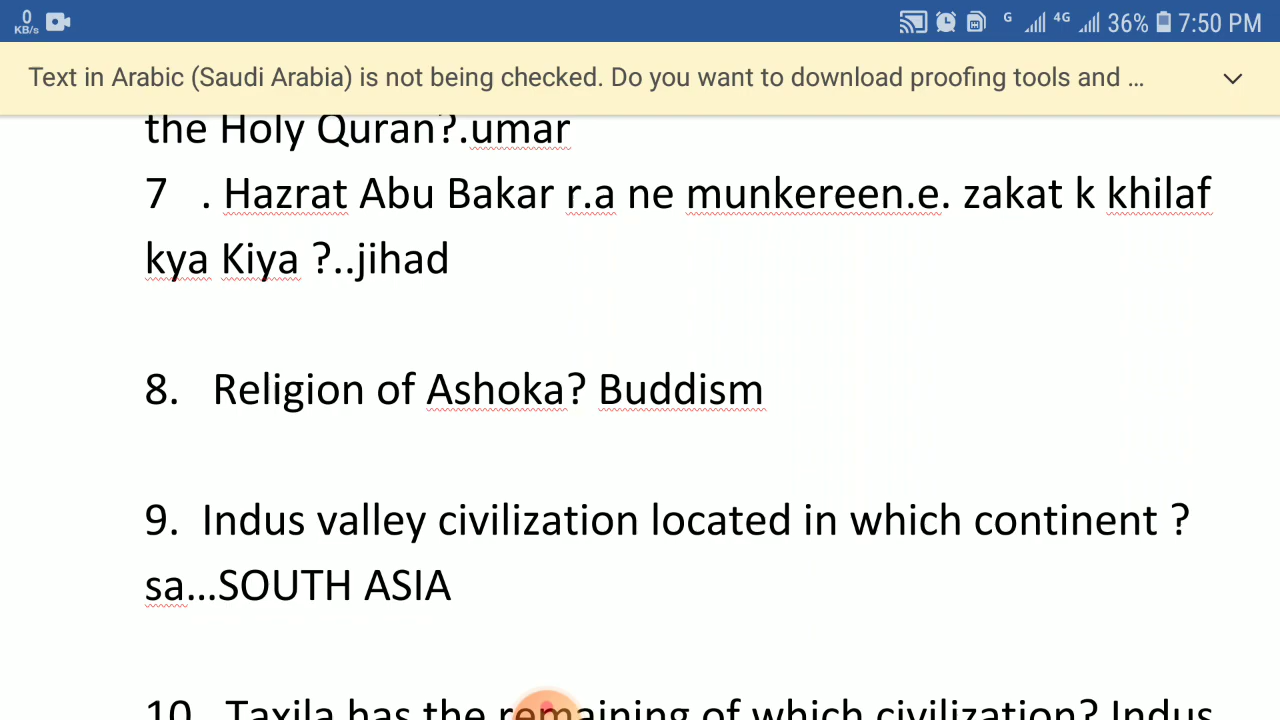 0
KB/s
G 4G 36% 7:50 PM
Text in Arabic (Saudi Arabia) is not being checked. Do you want to download proofing tools and ...
the Holy Quran?.umar
7 . Hazrat Abu Bakar r.a ne munkereen.e. zakat k khilaf
kya Kiya ?..jihad
8. Religion of Ashoka? Buddism
9. Indus valley civilization located in which continent ?
sa...SOUTH ASIA
10. Taxila has the remaining of which civilization? Indus